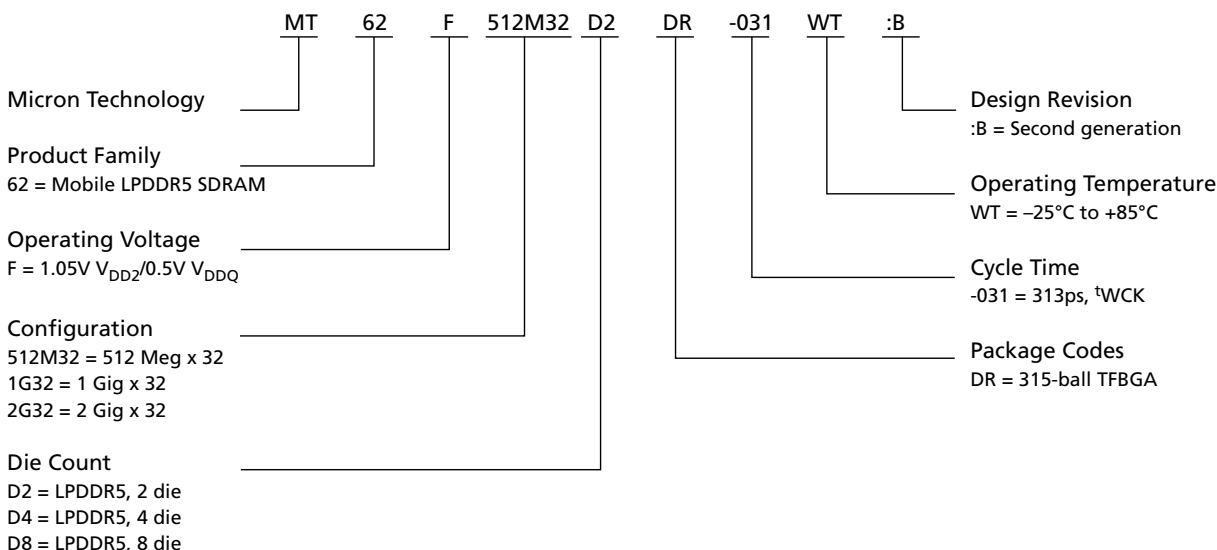 MT 62 F 512M32 D2 DR -031 WT :B
Micron Technology
Product Family
62 = Mobile LPDDR5 SDRAM
Operating Voltage
F = 1.05V VDD2/0.5V VDDQ
Configuration
512M32 = 512 Meg x 32
1G32 = 1 Gig x 32
2G32 = 2 Gig x 32
Die Count
D2 = LPDDR5, 2 die
D4 = LPDDR5, 4 die
D8 = LPDDR5, 8 die
Design Revision
:B = Second generation
Operating Temperature
WT = –25°C to +85°C
Cycle Time
-031 = 313ps, tWCK
Package Codes
DR = 315-ball TFBGA